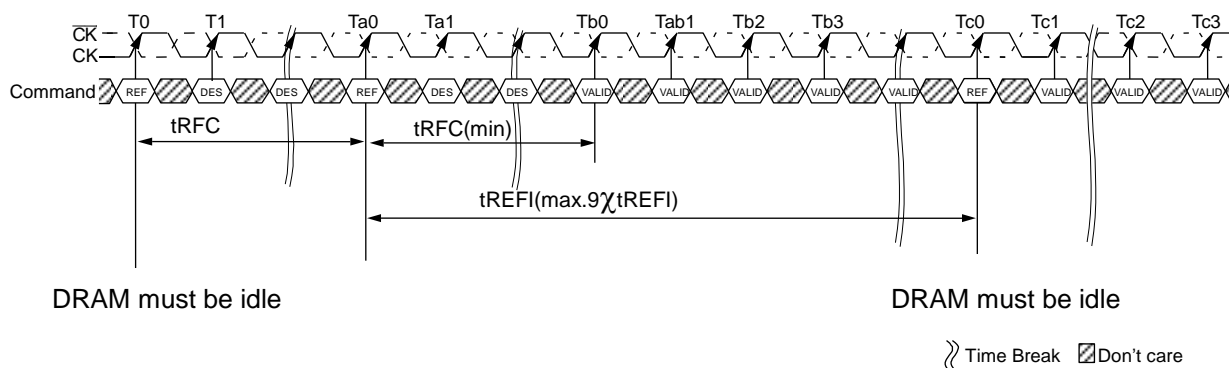 T0 T1 Ta0 Ta1 Tb0 Tab1 Tb2 Tb3 Tc0 Tc1 Tc2 Tc3
CK
CK
Command REF DES DES REF DES DES VALID VALID VALID VALID VALID REF VALID VALID VALID
tRFC tRFC(min)
tREFI(max.9χtREFI)
DRAM must be idle DRAM must be idle
Time Break Don't care